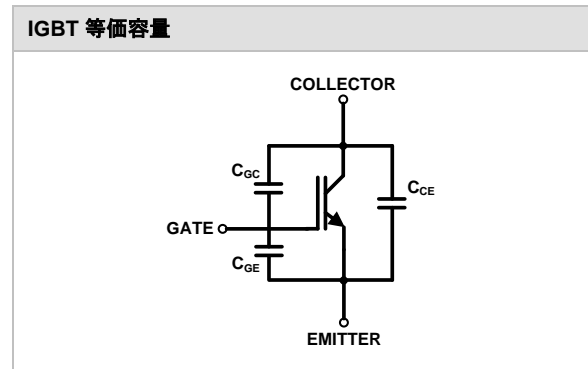 IGBT 等価容量
COLLECTOR
CGC
CCE
GATE
CGE
EMITTER